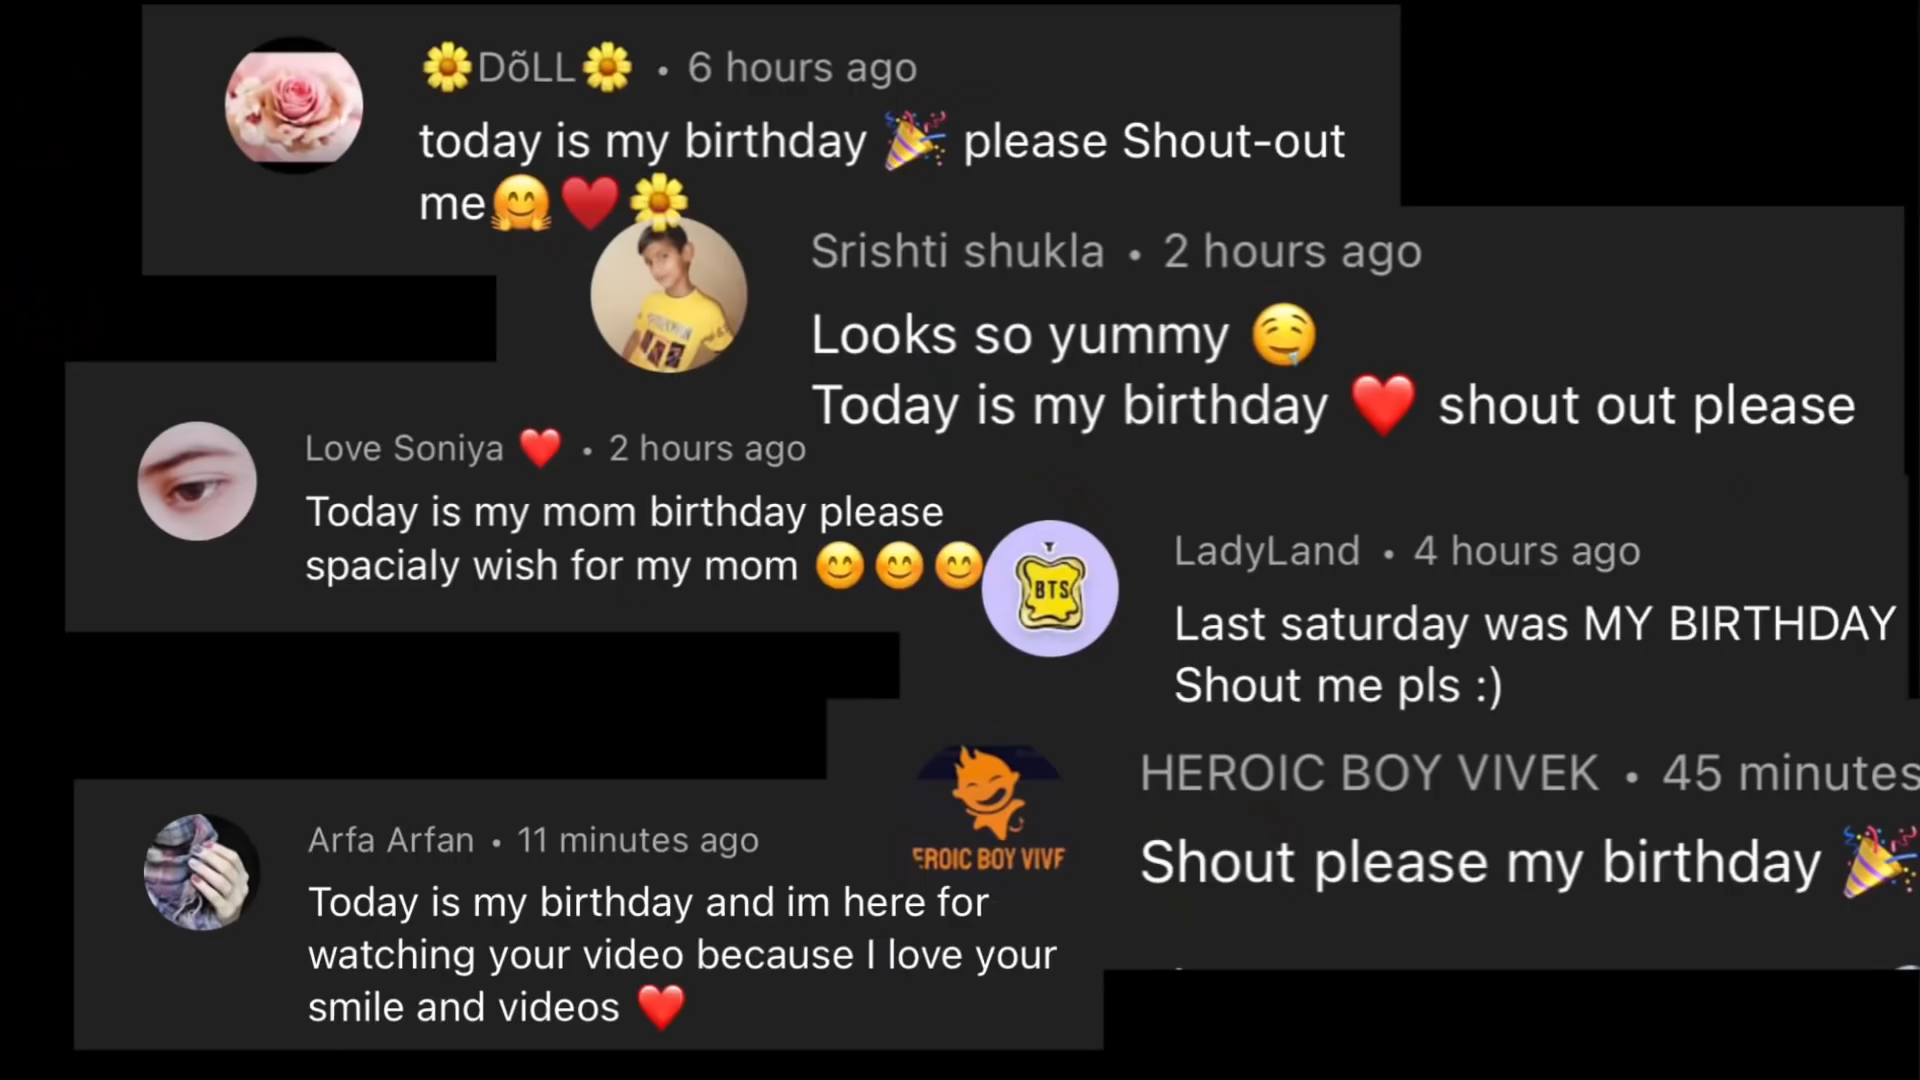 🌼DõLL🌼 • 6 hours ago
today is my birthday 🎉 please Shout-out
me🤗❤️🌼
Srishti shukla • 2 hours ago
Looks so yummy 🤤
Today is my birthday ❤️ shout out please
Love Soniya ❤️ • 2 hours ago
Today is my mom birthday please
spacialy wish for my mom 😊😊😊
BTS
LadyLand • 4 hours ago
Last saturday was MY BIRTHDAY
Shout me pls :)
HEROIC BOY VIVEK • 45 minutes
Shout please my birthday 🎉
EROIC BOY VIVE
Arfa Arfan • 11 minutes ago
Today is my birthday and im here for
watching your video because I love your
smile and videos ❤️